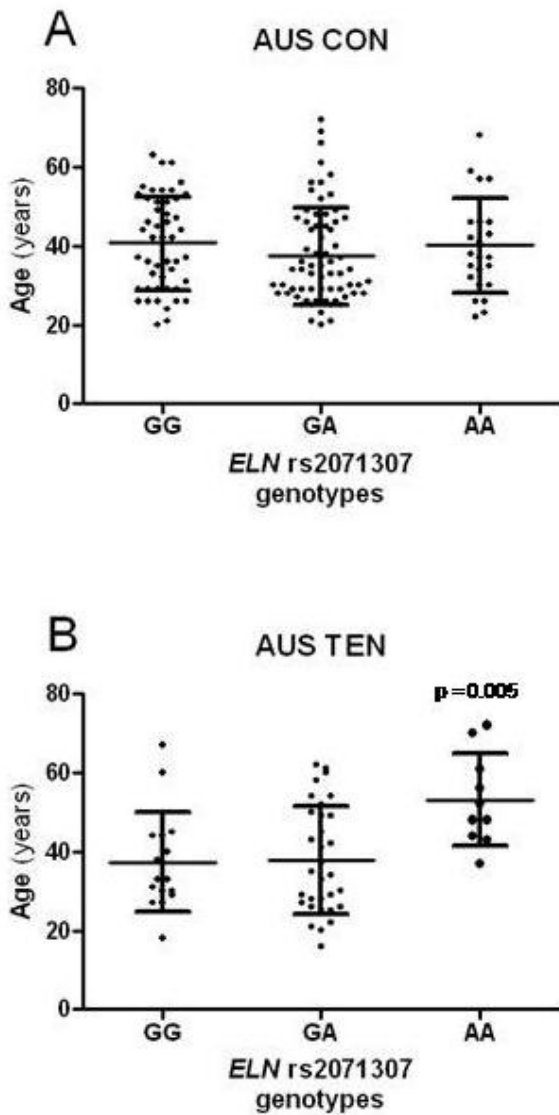 A
AUS CON
80
60
40
20
0
Age (years)
GG GA AA
ELN rs2071307
genotypes
B
AUS TEN
p=0.005
80
60
40
20
0
Age (years)
GG GA AA
ELN rs2071307
genotypes